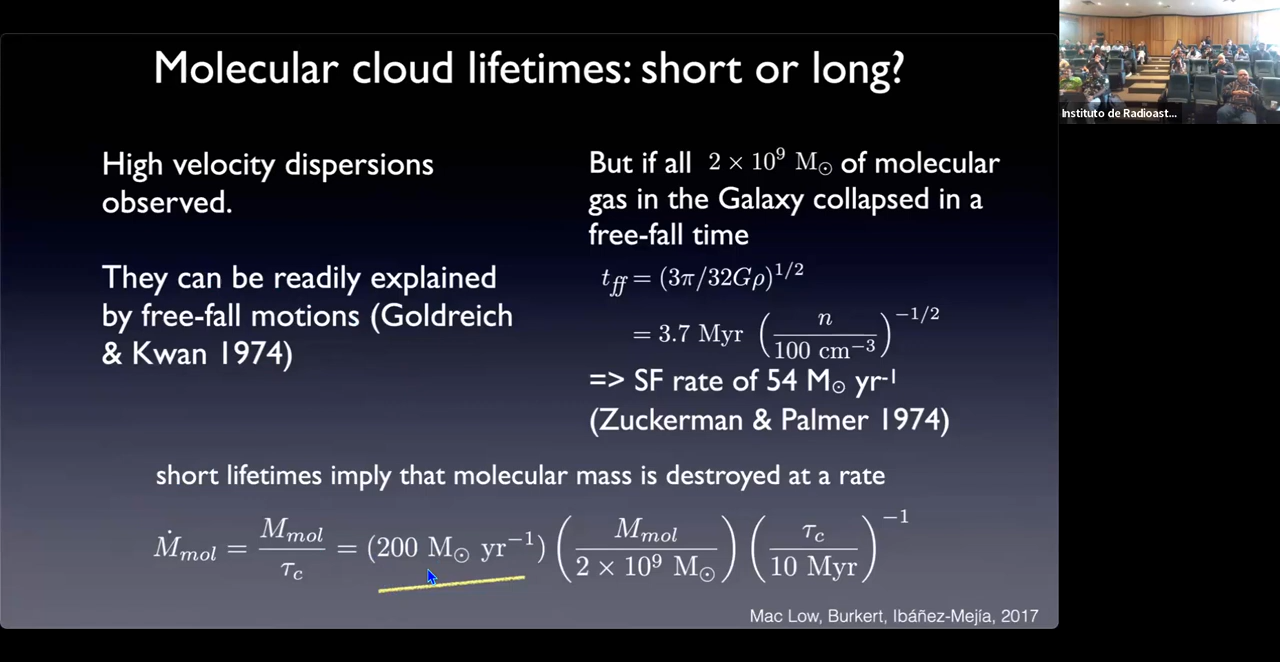 Molecular cloud lifetimes: short or long?
High velocity dispersions
observed.
They can be readily explained
by free-fall motions (Goldreich
& Kwan 1974)
But if all 2 × 10⁹ M☉ of molecular
gas in the Galaxy collapsed in a
free-fall time
t_ff = (3π/32Gρ)^{1/2}
= 3.7 Myr (n / 100 cm⁻³)^{−1/2}
=> SF rate of 54 M☉ yr⁻¹
(Zuckerman & Palmer 1974)
short lifetimes imply that molecular mass is destroyed at a rate
Ṁ_mol = M_mol / τ_c = (200 M☉ yr⁻¹) (M_mol / 2 × 10⁹ M☉) (τ_c / 10 Myr)⁻¹
Mac Low, Burkert, Ibáñez-Mejía, 2017
Instituto de Radioast...